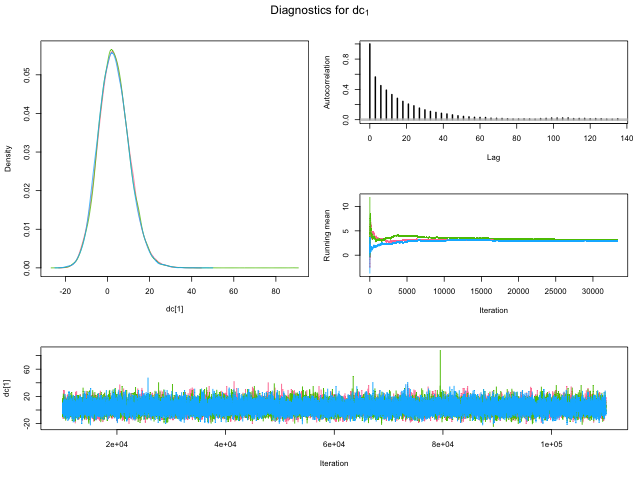 Diagnostics for dc1
Density
0.00 0.01 0.02 0.03 0.04 0.05
-20 0 20 40 60 80
dc[1]
Autocorrelation
0.0 0.4 0.8
0 20 40 60 80 100 120 140
Lag
Running mean
0 5 10
0 5000 10000 15000 20000 25000 30000
Iteration
dc[1]
-20 20 60
2e+04 4e+04 6e+04 8e+04 1e+05
Iteration